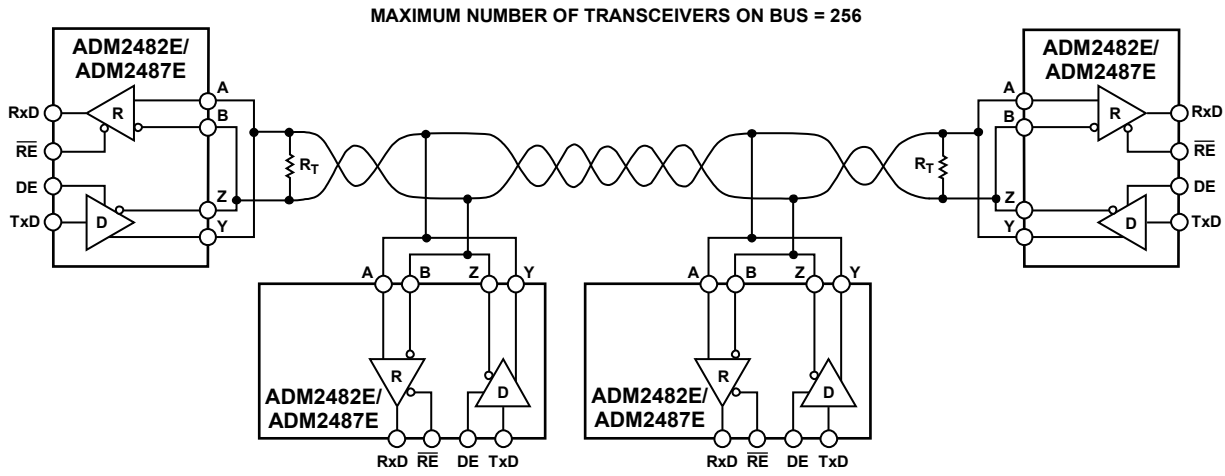 MAXIMUM NUMBER OF TRANSCEIVERS ON BUS = 256
ADM2482E/
ADM2487E
A
B
RxD
R
RE
DE
Z
TxD
D
Y
RT
RT
ADM2482E/
ADM2487E
A
B
R
RxD
RE
DE
Z
D
TxD
Y
A
B
Z
Y
R
D
ADM2482E/
ADM2487E
RxD
RE
DE
TxD
A
B
Z
Y
R
D
ADM2482E/
ADM2487E
RxD
RE
DE
TxD